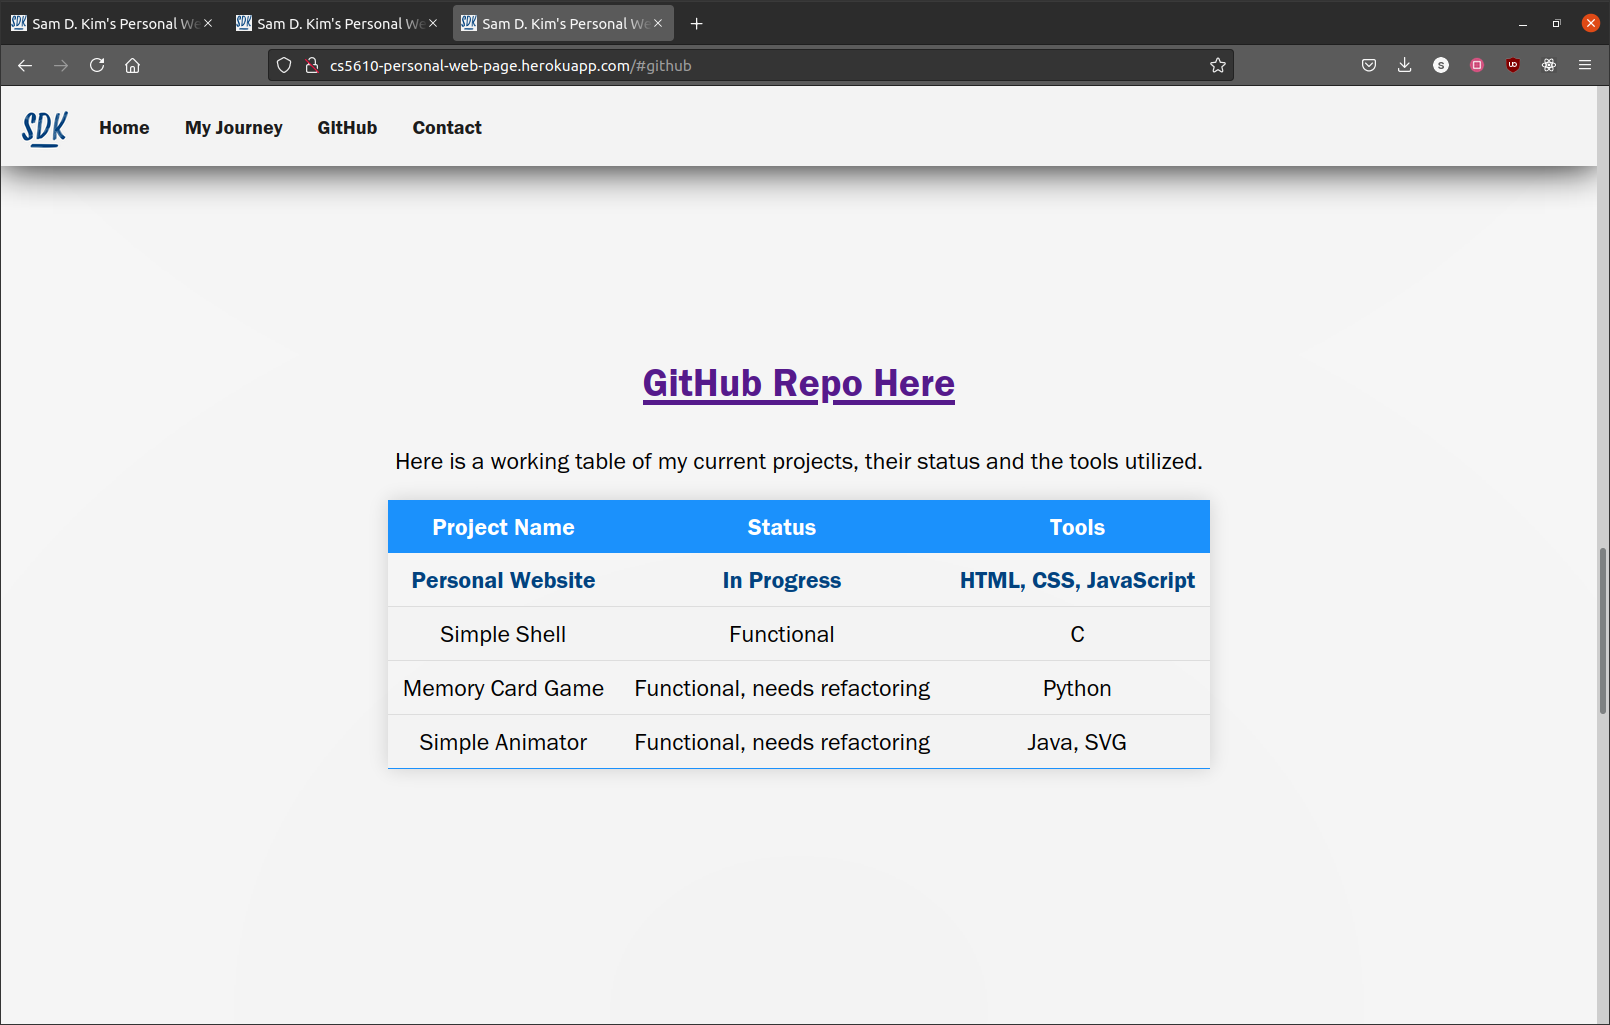 Sam D. Kim's Personal We
Sam D. Kim's Personal We
Sam D. Kim's Personal We
cs5610-personal-web-page.herokuapp.com/#github
S
SDK
Home
My Journey
GitHub
Contact
GitHub Repo Here
Here is a working table of my current projects, their status and the tools utilized.
Project Name Status Tools
Personal Website In Progress HTML, CSS, JavaScript
Simple Shell Functional C
Memory Card Game Functional, needs refactoring Python
Simple Animator Functional, needs refactoring Java, SVG